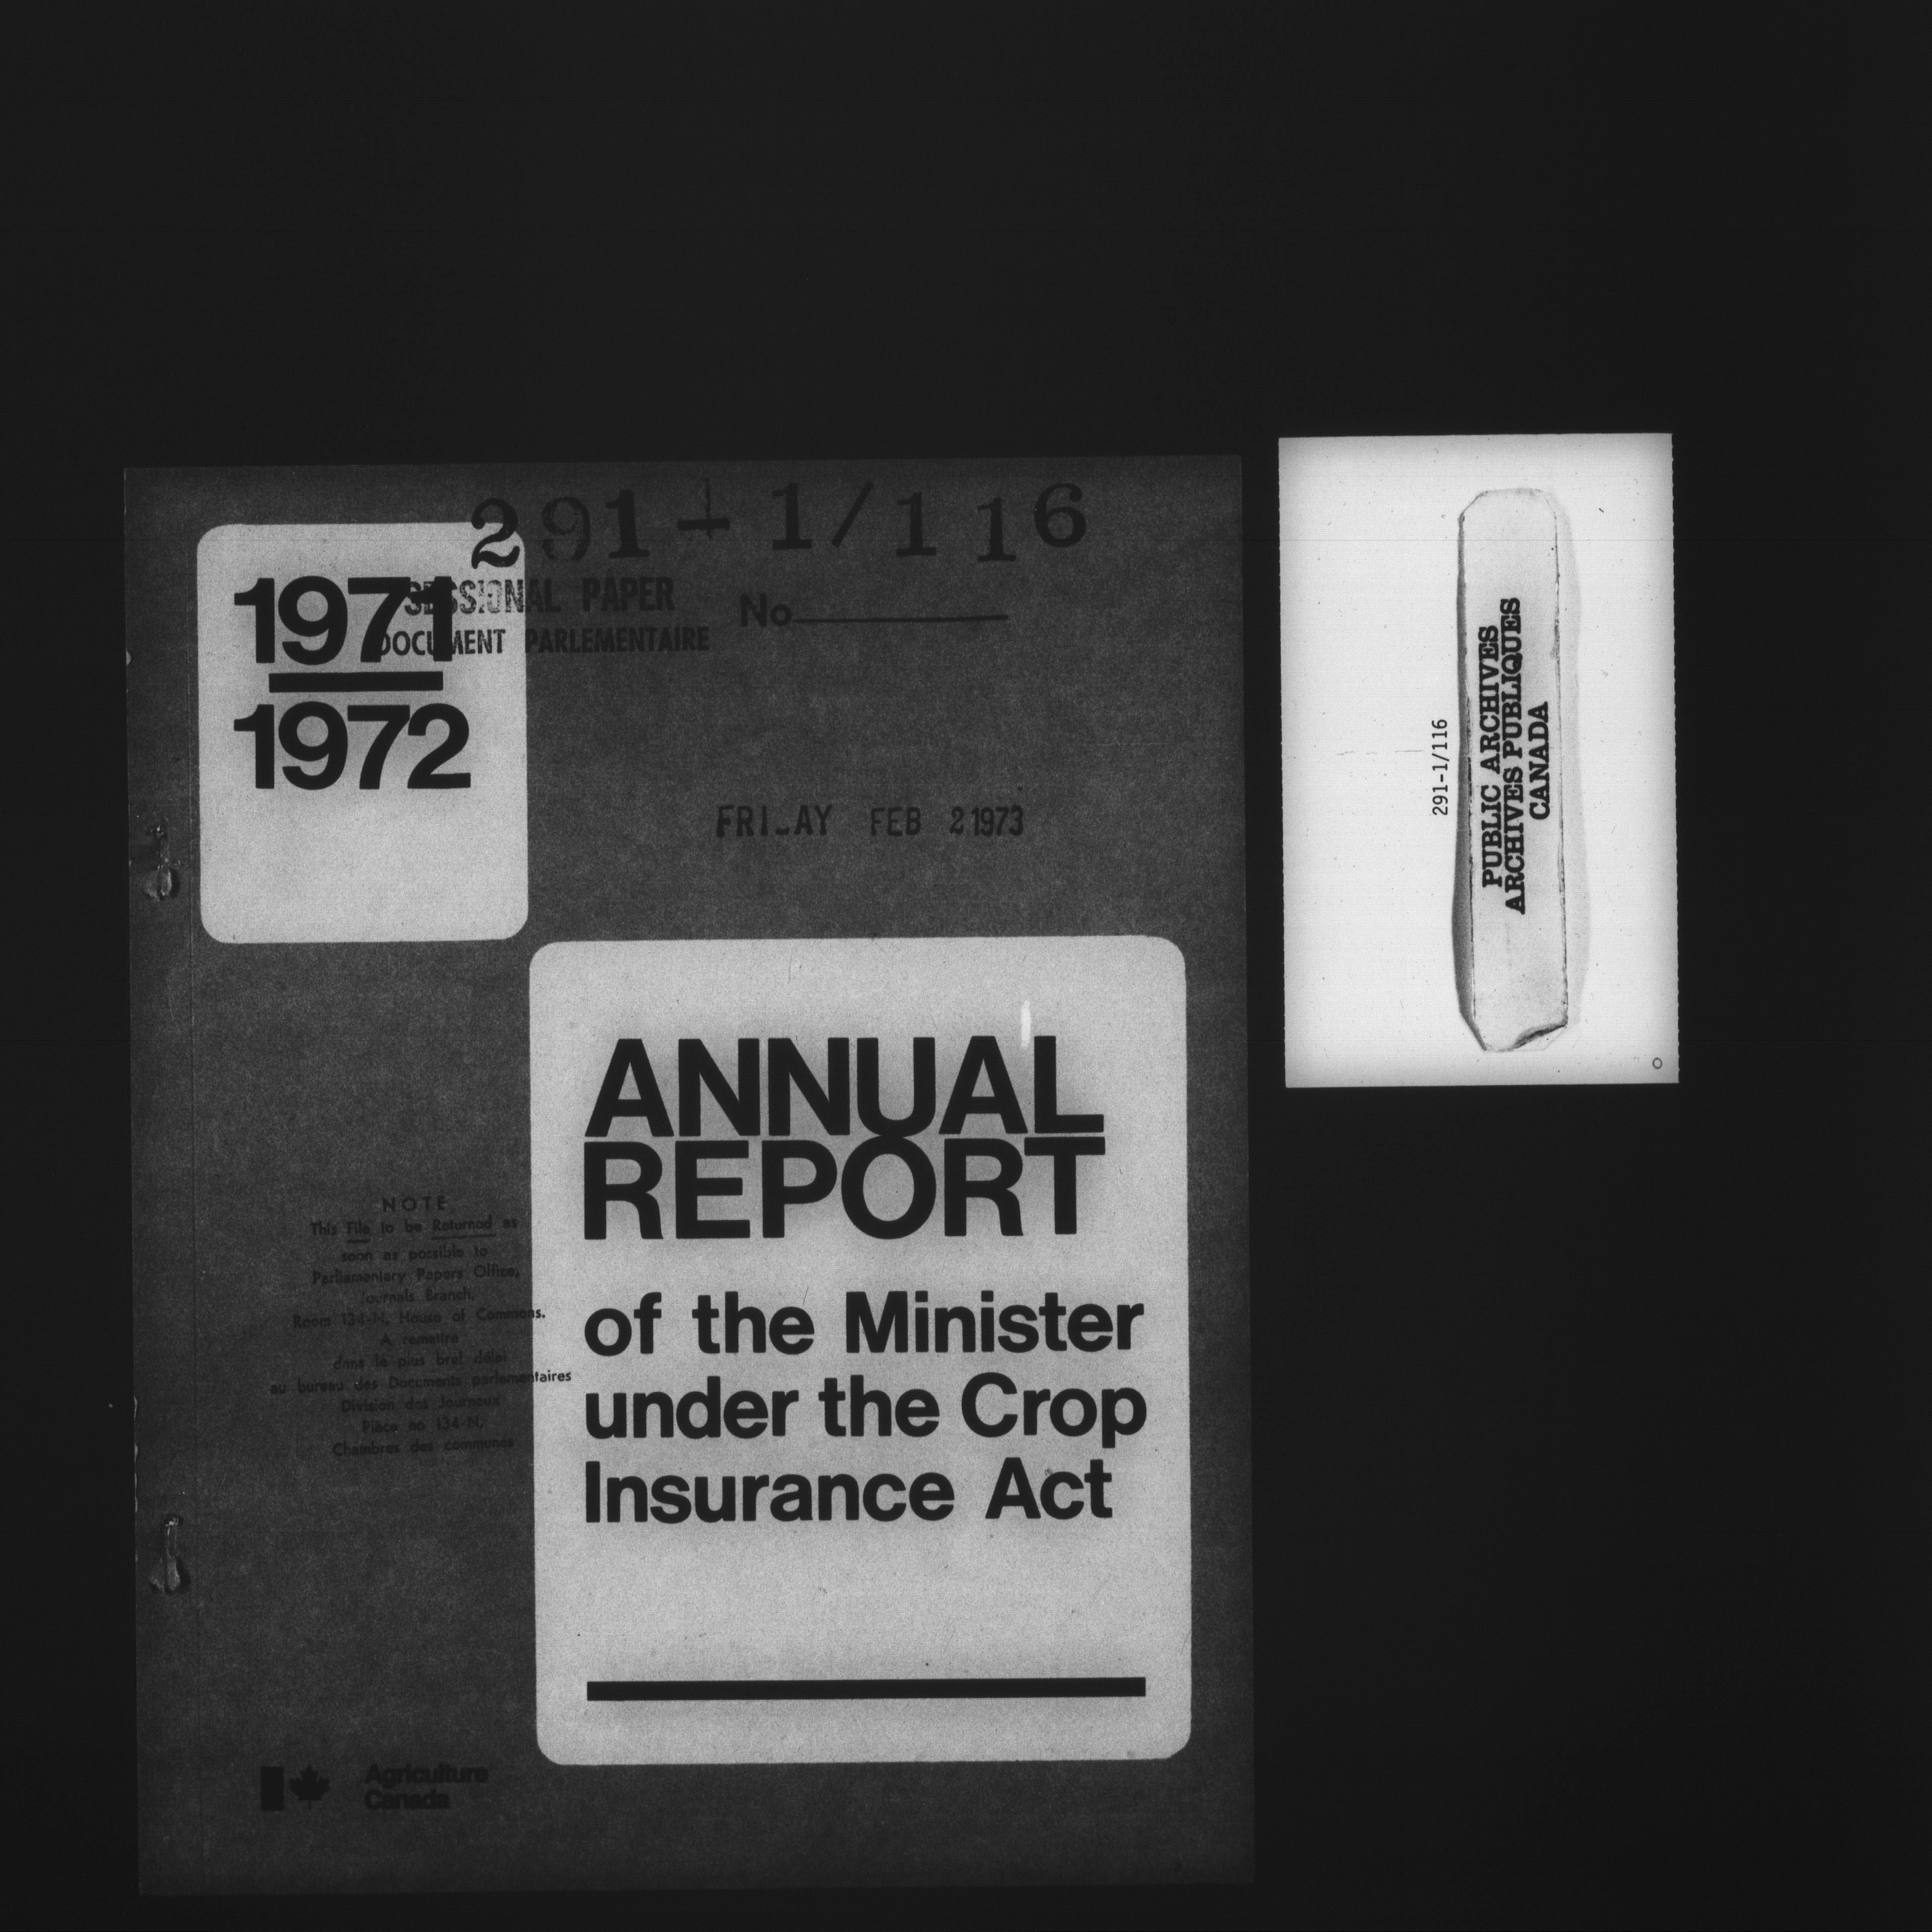 291-1/116
1971
1972
SESSIONAL PAPER
No
DOCUMENT PARLEMENTAIRE
FRI AY FEB 2 1973
ANNUAL
REPORT
of the Minister
under the Crop
Insurance Act
NOTE
This File to be Returned as
soon as possible to
Parliamentary Papers Office,
Journals Branch,
Room 134-N, House of Commons.
A remettre
dans le plus bref délai
au bureau des Documents parlementaires
Division des Journaux
Pièce no 134-N,
Chambres des communes
Agriculture
Canada
291-1/116
PUBLIC ARCHIVES
ARCHIVES PUBLIQUES
CANADA